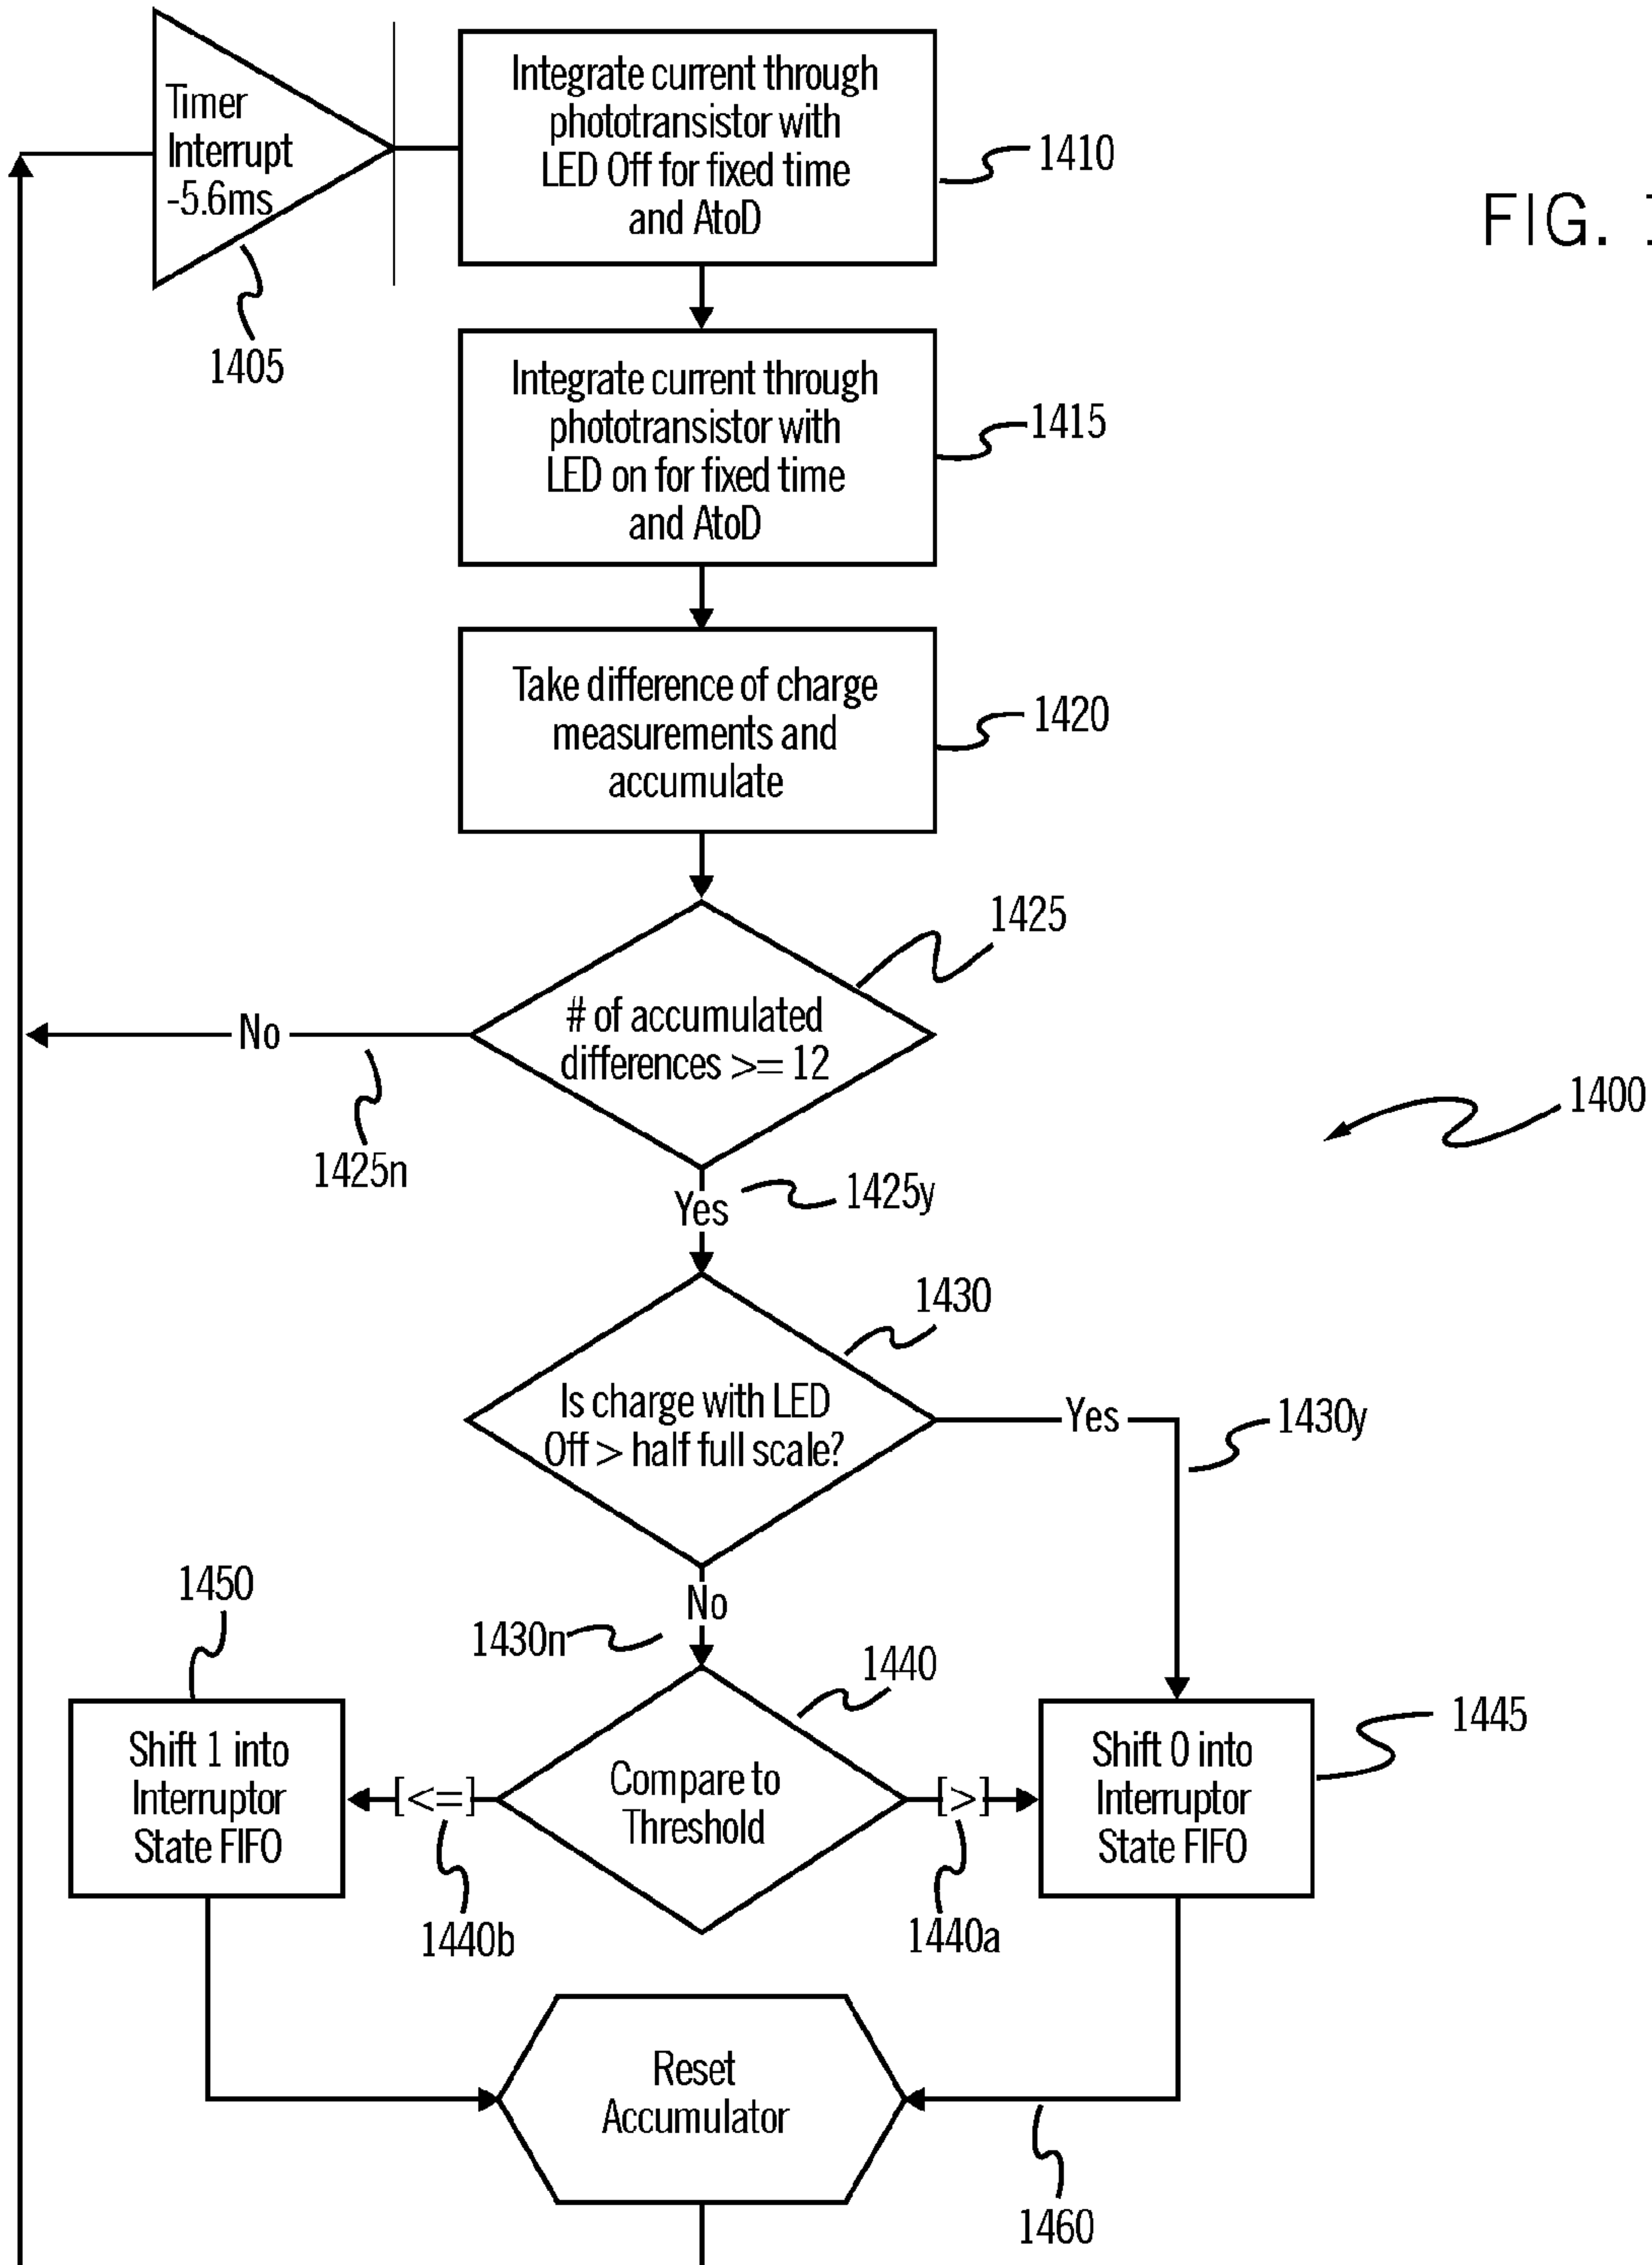 Timer
Interrupt
-5.6ms
1405
Integrate current through
phototransistor with
LED Off for fixed time
and AtoD
1410
FIG.
Integrate current through
phototransistor with
LED on for fixed time
and AtoD
1415
Take difference of charge
measurements and
accumulate
1420
1425
# of accumulated
differences >= 12
No
1425n
1400
Yes
1425y
1430
Is charge with LED
Off > half full scale?
Yes
1430y
No
1430n
1440
1450
Shift 1 into
Interruptor
State FIFO
[<=]
Compare to
Threshold
[>]
Shift 0 into
Interruptor
State FIFO
1445
1440b
1440a
Reset
Accumulator
1460